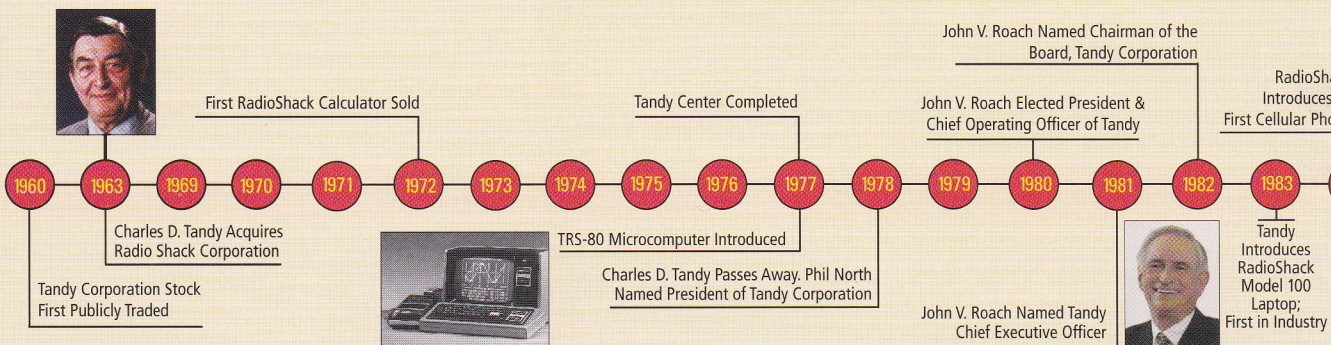 John V. Roach Named Chairman of the
Board, Tandy Corporation
First RadioShack Calculator Sold
Tandy Center Completed
John V. Roach Elected President &
Chief Operating Officer of Tandy
Introduces
First Cellular
1960
1963
1969
1970
1971
1972
1973
1974
1975
1976
1977
1978
1979
1980
1981
1982
1983
Charles D. Tandy Acquires
Radio Shack Corporation
Tandy Corporation Stock
First Publicly Traded
TRS-80 Microcomputer Introduced
Charles D. Tandy Passes Away. Phil North
Named President of Tandy Corporation
John V. Roach Named Tandy
Chief Executive Officer
Tandy
Introduces
RadioShack
Model 100
Laptop;
First in Industry